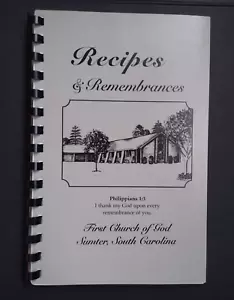 Recipes
& Remembrances
Philippians 1:3
I thank my God upon every
remembrance of you.
First Church of God
Sumter, South Carolina